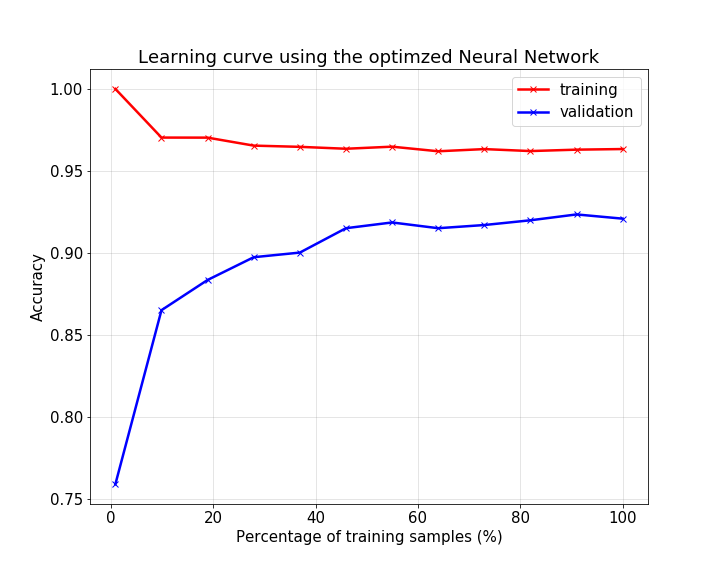 Learning curve using the optimzed Neural Network
training
validation
1.00
0.95
0.90
0.85
0.80
0.75
Accuracy
0 20 40 60 80 100
Percentage of training samples (%)